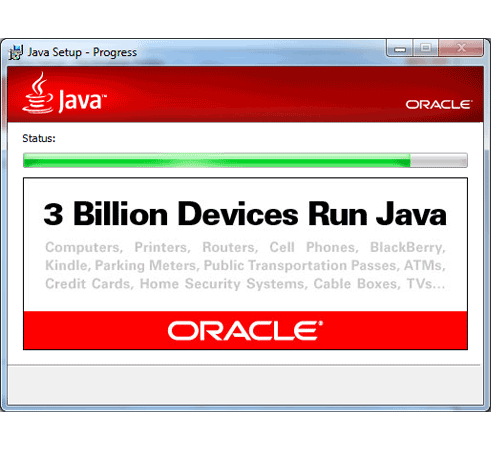 Java Setup - Progress
Java™
ORACLE®
Status:
3 Billion Devices Run Java
Computers, Printers, Routers, Cell Phones, BlackBerry,
Kindle, Parking Meters, Public Transportation Passes, ATMs,
Credit Cards, Home Security Systems, Cable Boxes, TVs...
ORACLE®